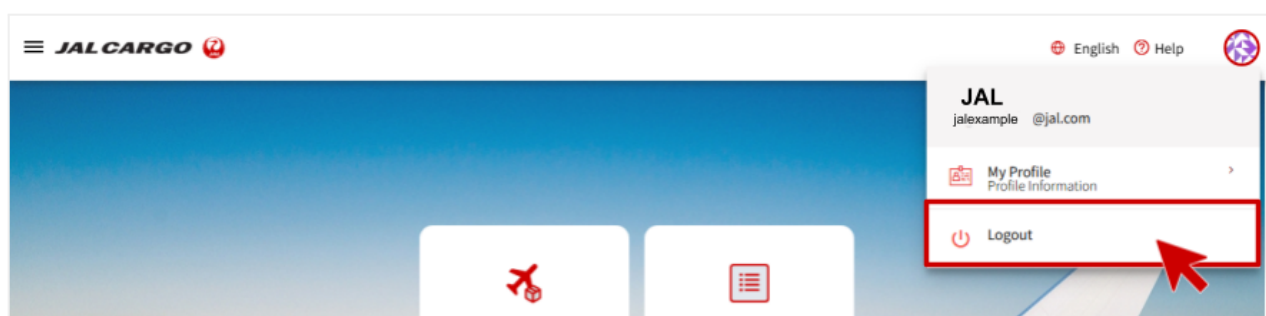 JAL CARGO
English Help
JAL
jalexample @jal.com
My Profile
Profile Information
Logout